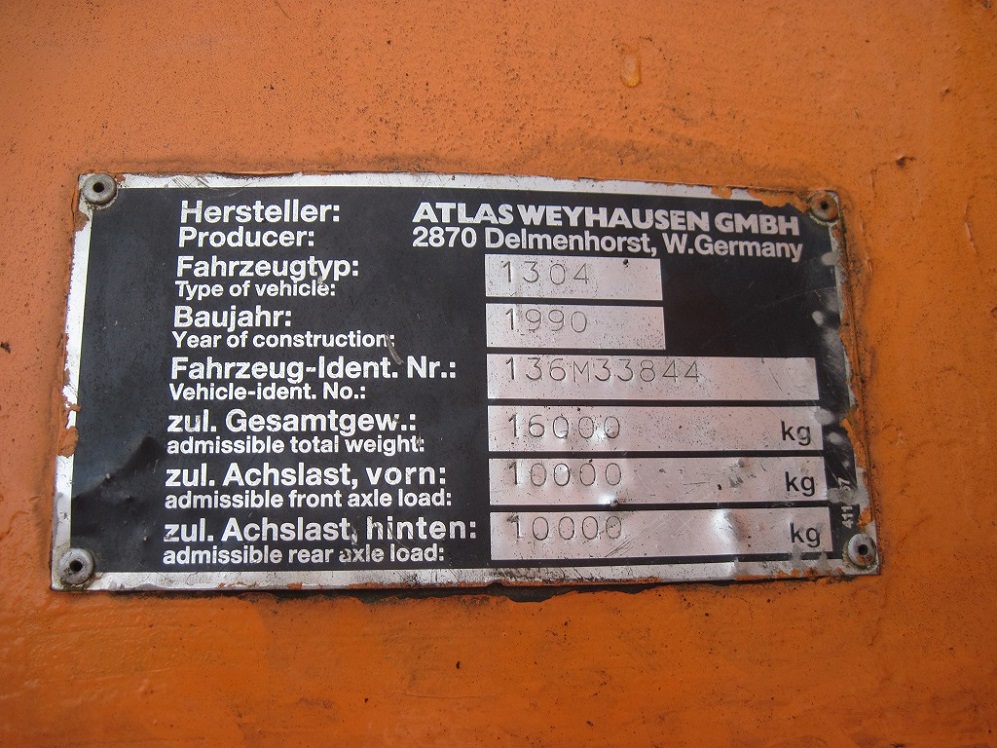 Hersteller: ATLAS WEYHAUSEN GMBH
Producer: 2870 Delmenhorst, W.Germany
Fahrzeugtyp: 1304
Type of vehicle:
Baujahr: 1990
Year of construction:
Fahrzeug-Ident. Nr.: 136M33844
Vehicle-ident. No.:
zul. Gesamtgew.: 16000 kg
admissible total weight:
zul. Achslast, vorn: 10000 kg
admissible front axle load:
zul. Achslast, hinten: 10000 kg
admissible rear axle load: